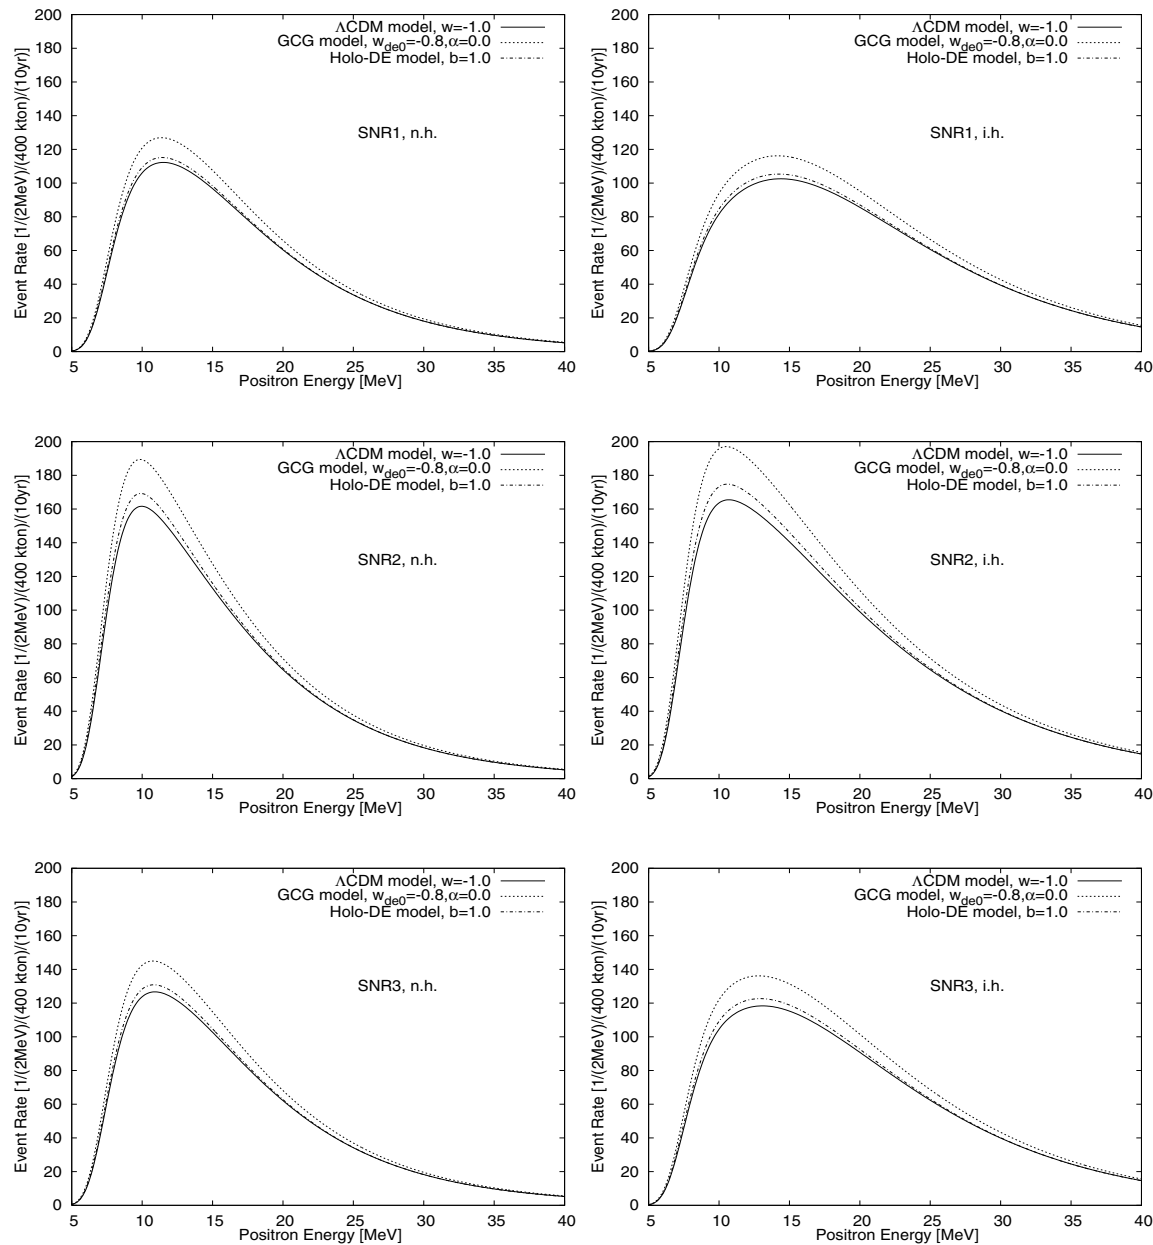 ΛCDM model, w=-1.0
GCG model, w_de0=-0.8,α=0.0
Holo-DE model, b=1.0
SNR1, n.h.
Event Rate [1/(2MeV)/(400 kton)/(10yr)]
200
180
160
140
120
100
80
60
40
20
0
5 10 15 20 25 30 35 40
Positron Energy [MeV]
ΛCDM model, w=-1.0
GCG model, w_de0=-0.8,α=0.0
Holo-DE model, b=1.0
SNR1, i.h.
Event Rate [1/(2MeV)/(400 kton)/(10yr)]
200
180
160
140
120
100
80
60
40
20
0
5 10 15 20 25 30 35 40
Positron Energy [MeV]
ΛCDM model, w=-1.0
GCG model, w_de0=-0.8,α=0.0
Holo-DE model, b=1.0
SNR2, n.h.
Event Rate [1/(2MeV)/(400 kton)/(10yr)]
200
180
160
140
120
100
80
60
40
20
0
5 10 15 20 25 30 35 40
Positron Energy [MeV]
ΛCDM model, w=-1.0
GCG model, w_de0=-0.8,α=0.0
Holo-DE model, b=1.0
SNR2, i.h.
Event Rate [1/(2MeV)/(400 kton)/(10yr)]
200
180
160
140
120
100
80
60
40
20
0
5 10 15 20 25 30 35 40
Positron Energy [MeV]
ΛCDM model, w=-1.0
GCG model, w_de0=-0.8,α=0.0
Holo-DE model, b=1.0
SNR3, n.h.
Event Rate [1/(2MeV)/(400 kton)/(10yr)]
200
180
160
140
120
100
80
60
40
20
0
5 10 15 20 25 30 35 40
Positron Energy [MeV]
ΛCDM model, w=-1.0
GCG model, w_de0=-0.8,α=0.0
Holo-DE model, b=1.0
SNR3, i.h.
Event Rate [1/(2MeV)/(400 kton)/(10yr)]
200
180
160
140
120
100
80
60
40
20
0
5 10 15 20 25 30 35 40
Positron Energy [MeV]